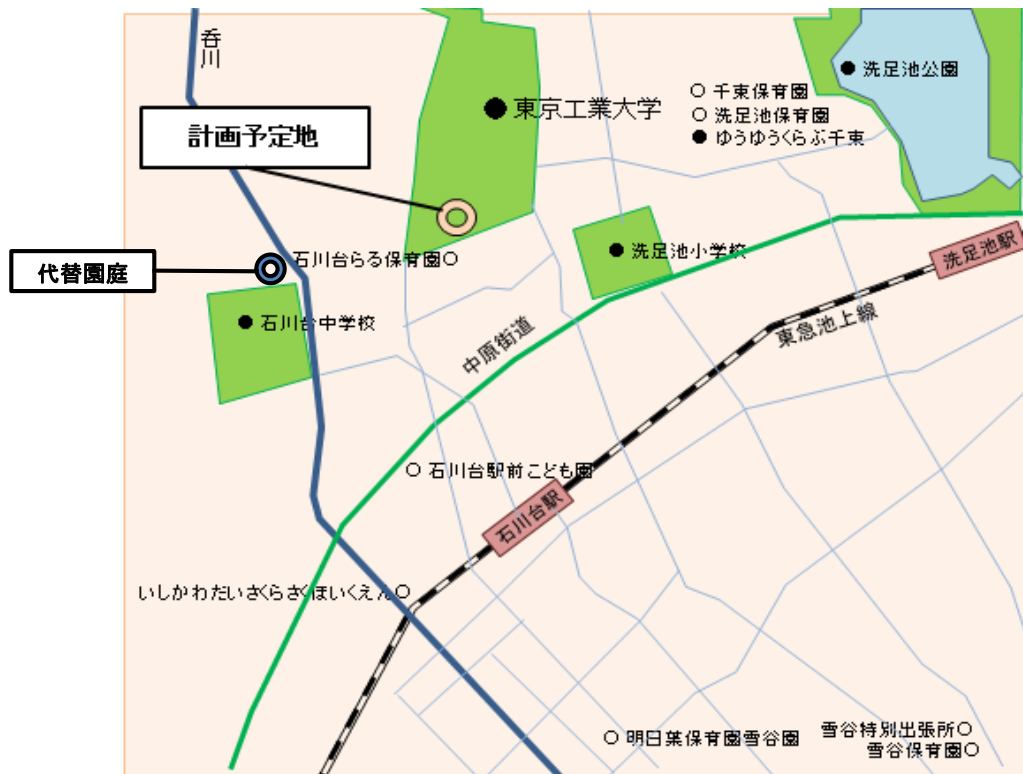 呑川
洗足池公園
千束保育園
東京工業大学
洗足池保育園
計画予定地
ゆうゆうくらぶ千束
洗足池小学校
石川台らる保育園
洗足池駅
代替園庭
石川台中学校
東急池上線
中原街道
石川台駅前こども園
石川台駅
いしかわだいさくらさくほいくえん
明日葉保育園雪谷園
雪谷特別出張所
雪谷保育園